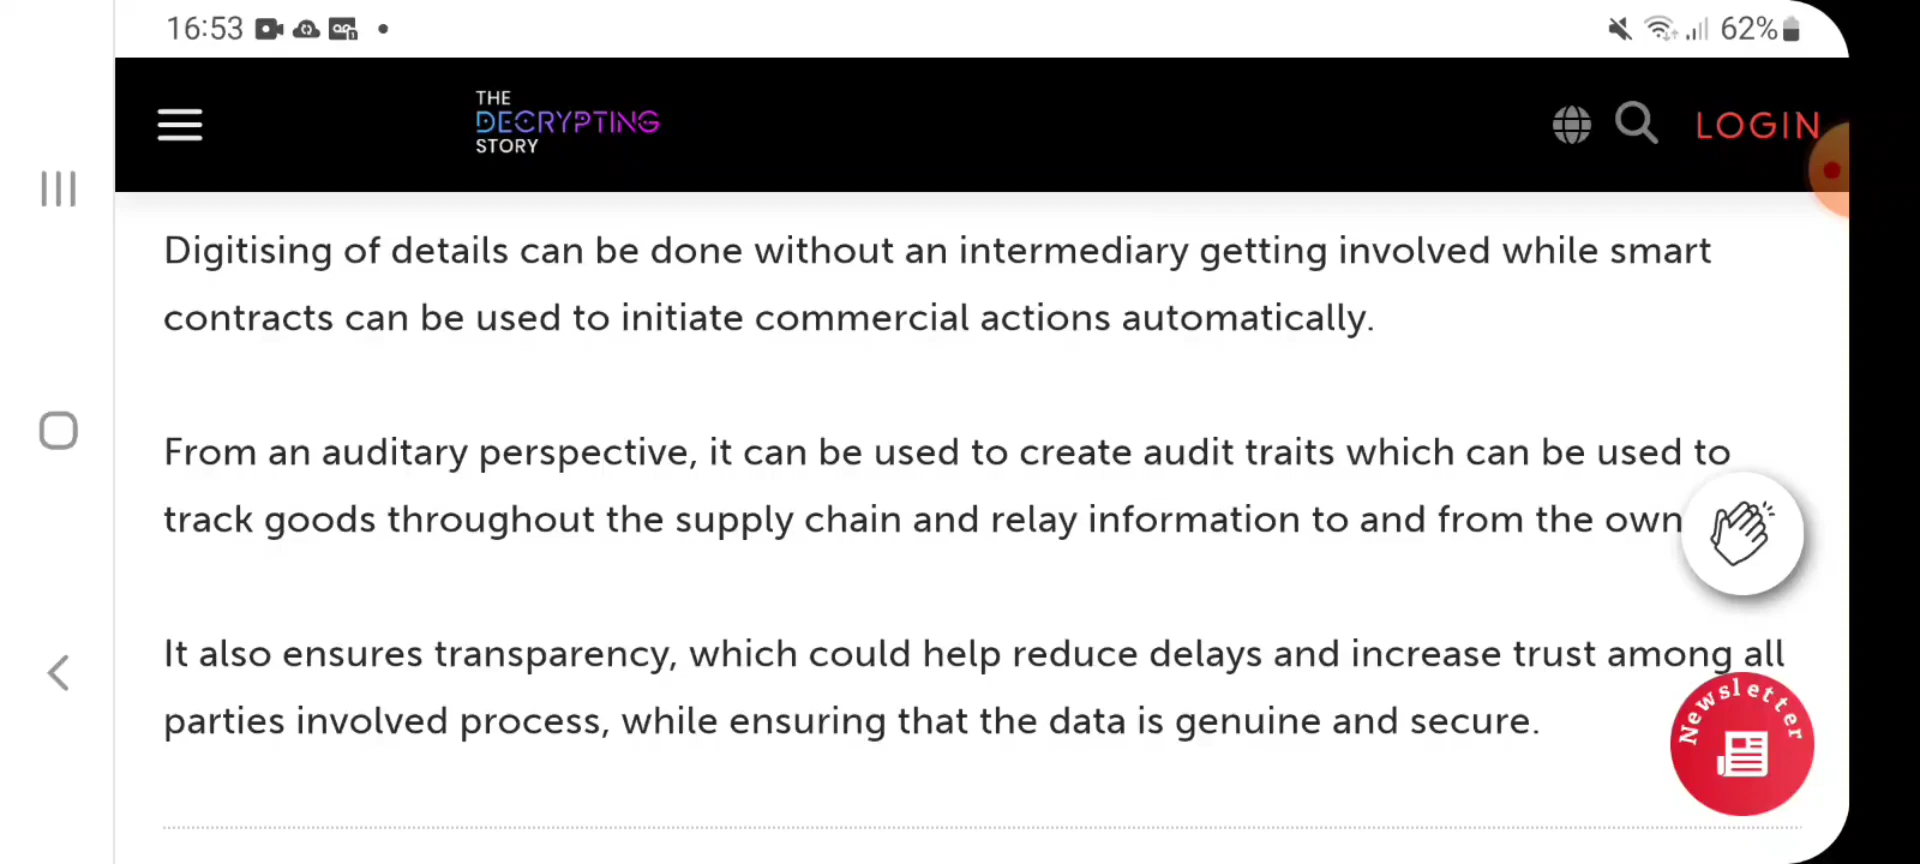 16:53
62%
THE
DECRYPTING
STORY
LOGIN
Digitising of details can be done without an intermediary getting involved while smart
contracts can be used to initiate commercial actions automatically.
From an auditary perspective, it can be used to create audit traits which can be used to
track goods throughout the supply chain and relay information to and from the own
It also ensures transparency, which could help reduce delays and increase trust among all
parties involved process, while ensuring that the data is genuine and secure.
Newsletter